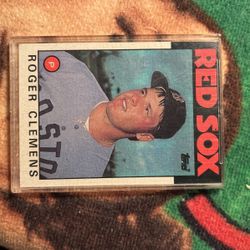 RED SOX
Topps
OSTO
P
ROGER CLEMENS